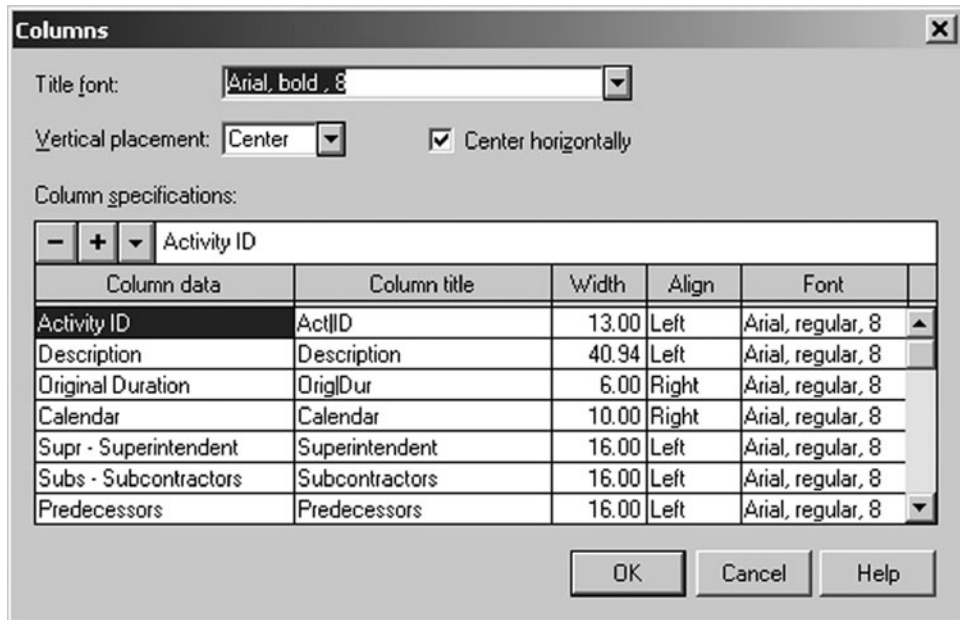 Columns
Title font: Arial, bold , 8
Vertical placement: Center Center horizontally
Column specifications:
− + Activity ID
Column data Column title Width Align Font
Activity ID Act|ID 13.00 Left Arial, regular, 8
Description Description 40.94 Left Arial, regular, 8
Original Duration Orig|Dur 6.00 Right Arial, regular, 8
Calendar Calendar 10.00 Right Arial, regular, 8
Supr - Superintendent Superintendent 16.00 Left Arial, regular, 8
Subs - Subcontractors Subcontractors 16.00 Left Arial, regular, 8
Predecessors Predecessors 16.00 Left Arial, regular, 8
OK Cancel Help